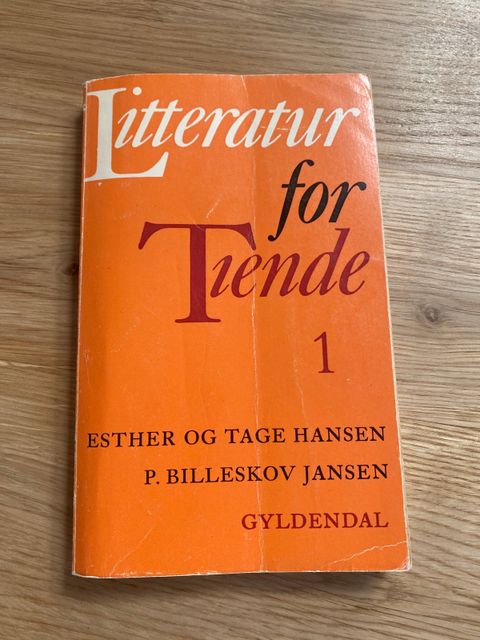 Litteratur
for
Tiende
1
ESTHER OG TAGE HANSEN
P. BILLESKOV JANSEN
GYLDENDAL